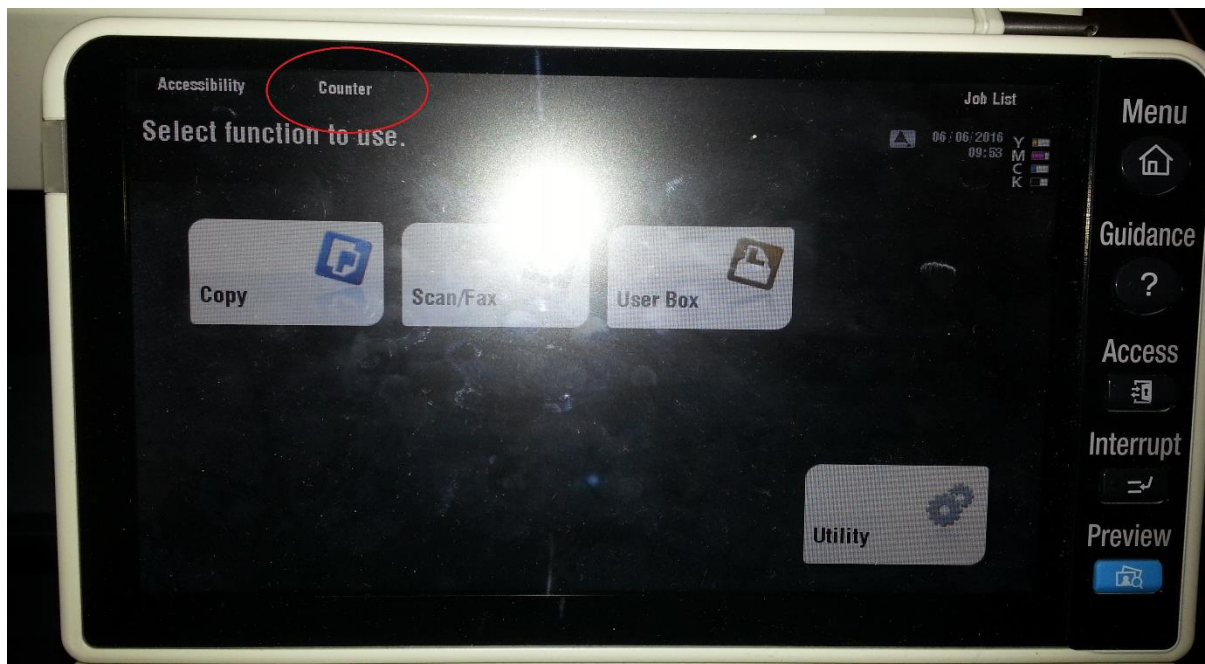 Accessibility Counter
Job List
Select function to use.
06/06/2016
09:53
Y
M
C
K
Copy
Scan/Fax
User Box
Utility
Menu
Guidance
?
Access
Interrupt
Preview